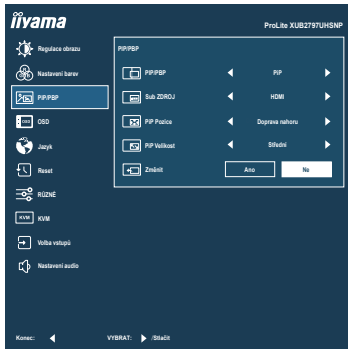 iiyama
ProLite XUB2797UHSNP
Regulace obrazu
Nastavení barev
PIP/PBP
OSD
OSD
Jazyk
Reset
RŮZNÉ
KVM KVM
Volba vstupů
Nastavení audio
PIP/PBP
PIP/PBP PiP
Sub ZDROJ HDMI
PiP Pozice Doprava nahoru
PiP Velikost Střední
Změnit Ano Ne
Konec: VYBRAT: /Stlačit